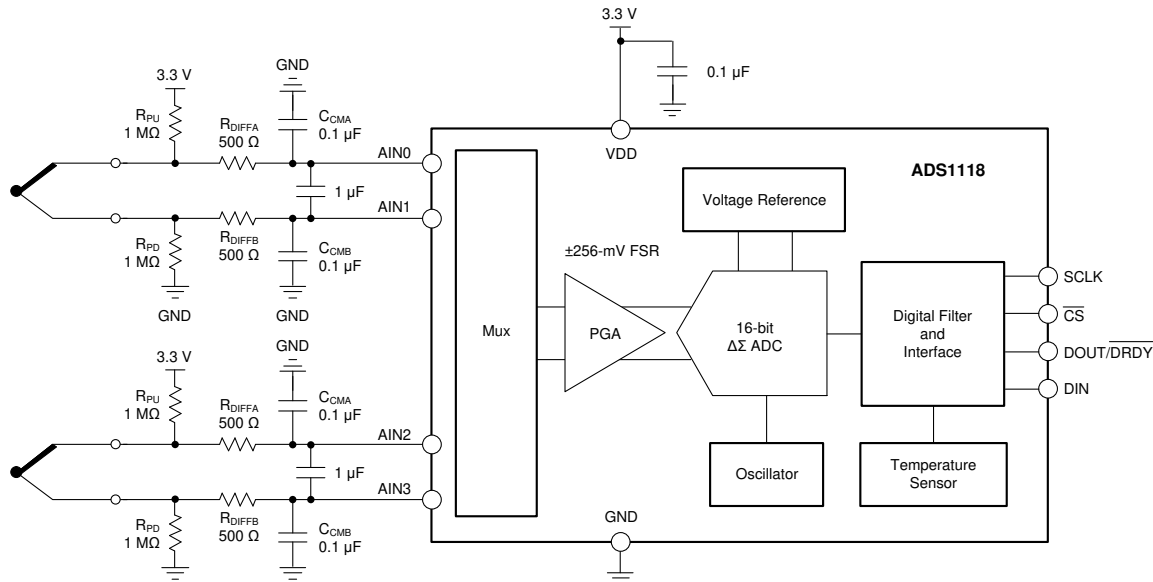 3.3 V
0.1 µF
GND
3.3 V
R_PU
1 MΩ
R_DIFFA
500 Ω
C_CMA
0.1 µF
AIN0
1 µF
AIN1
R_PD
1 MΩ
R_DIFFB
500 Ω
C_CMB
0.1 µF
GND
GND
GND
3.3 V
R_PU
1 MΩ
R_DIFFA
500 Ω
C_CMA
0.1 µF
AIN2
1 µF
AIN3
R_PD
1 MΩ
R_DIFFB
500 Ω
C_CMB
0.1 µF
VDD
ADS1118
Voltage Reference
±256-mV FSR
Mux
PGA
16-bit
ΔΣ ADC
Digital Filter
and
Interface
SCLK
C̅S̅
DOUT/D̅R̅D̅Y̅
DIN
Oscillator
Temperature
Sensor
GND